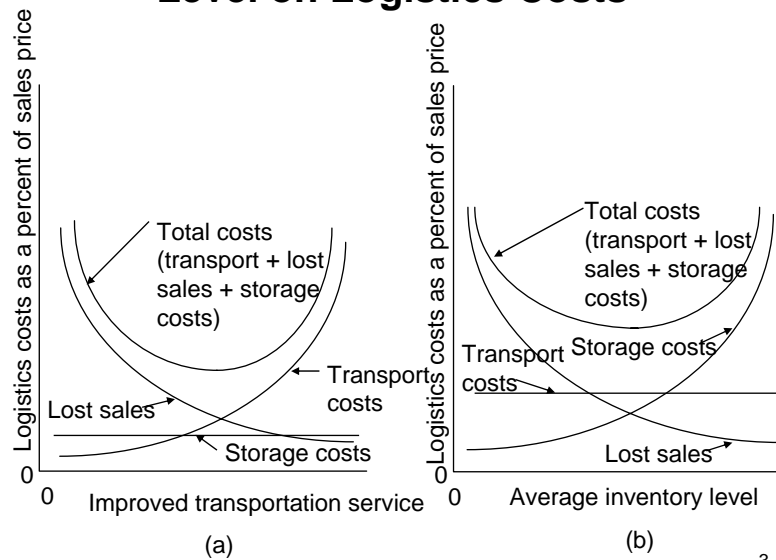 Level on Logistics Costs
Logistics costs as a percent of sales price
Total costs
(transport + lost
sales + storage
costs)
Transport
costs
Lost sales
Storage costs
0
0
Improved transportation service
(a)
Logistics costs as a percent of sales price
Total costs
(transport + lost
sales + storage
costs)
Storage costs
Transport
costs
Lost sales
0
0
Average inventory level
(b)
3